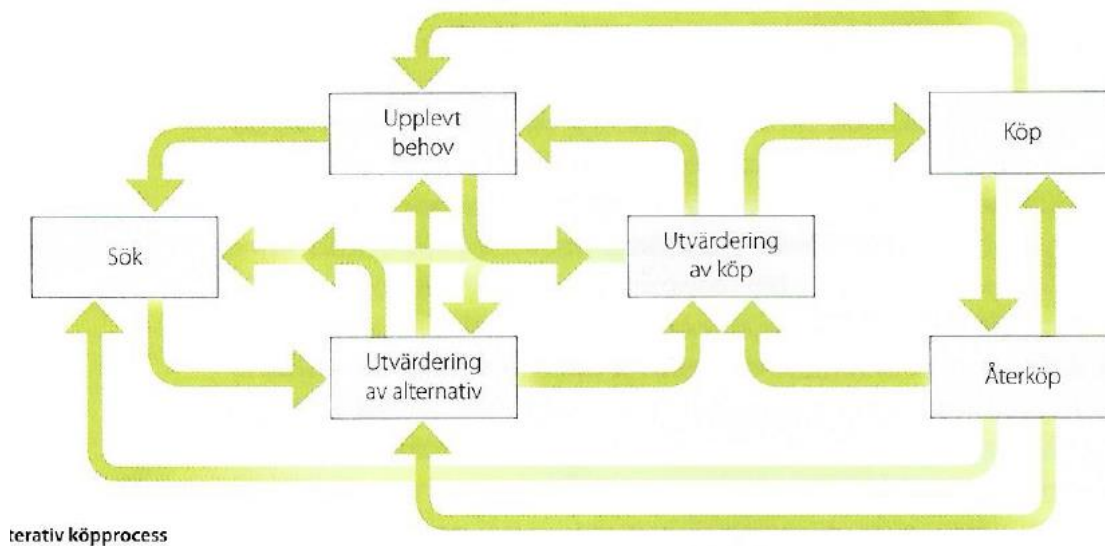 Upplevt
behov
Köp
Sök
Utvärdering
av köp
Utvärdering
av alternativ
Återköp
terativ köpprocess